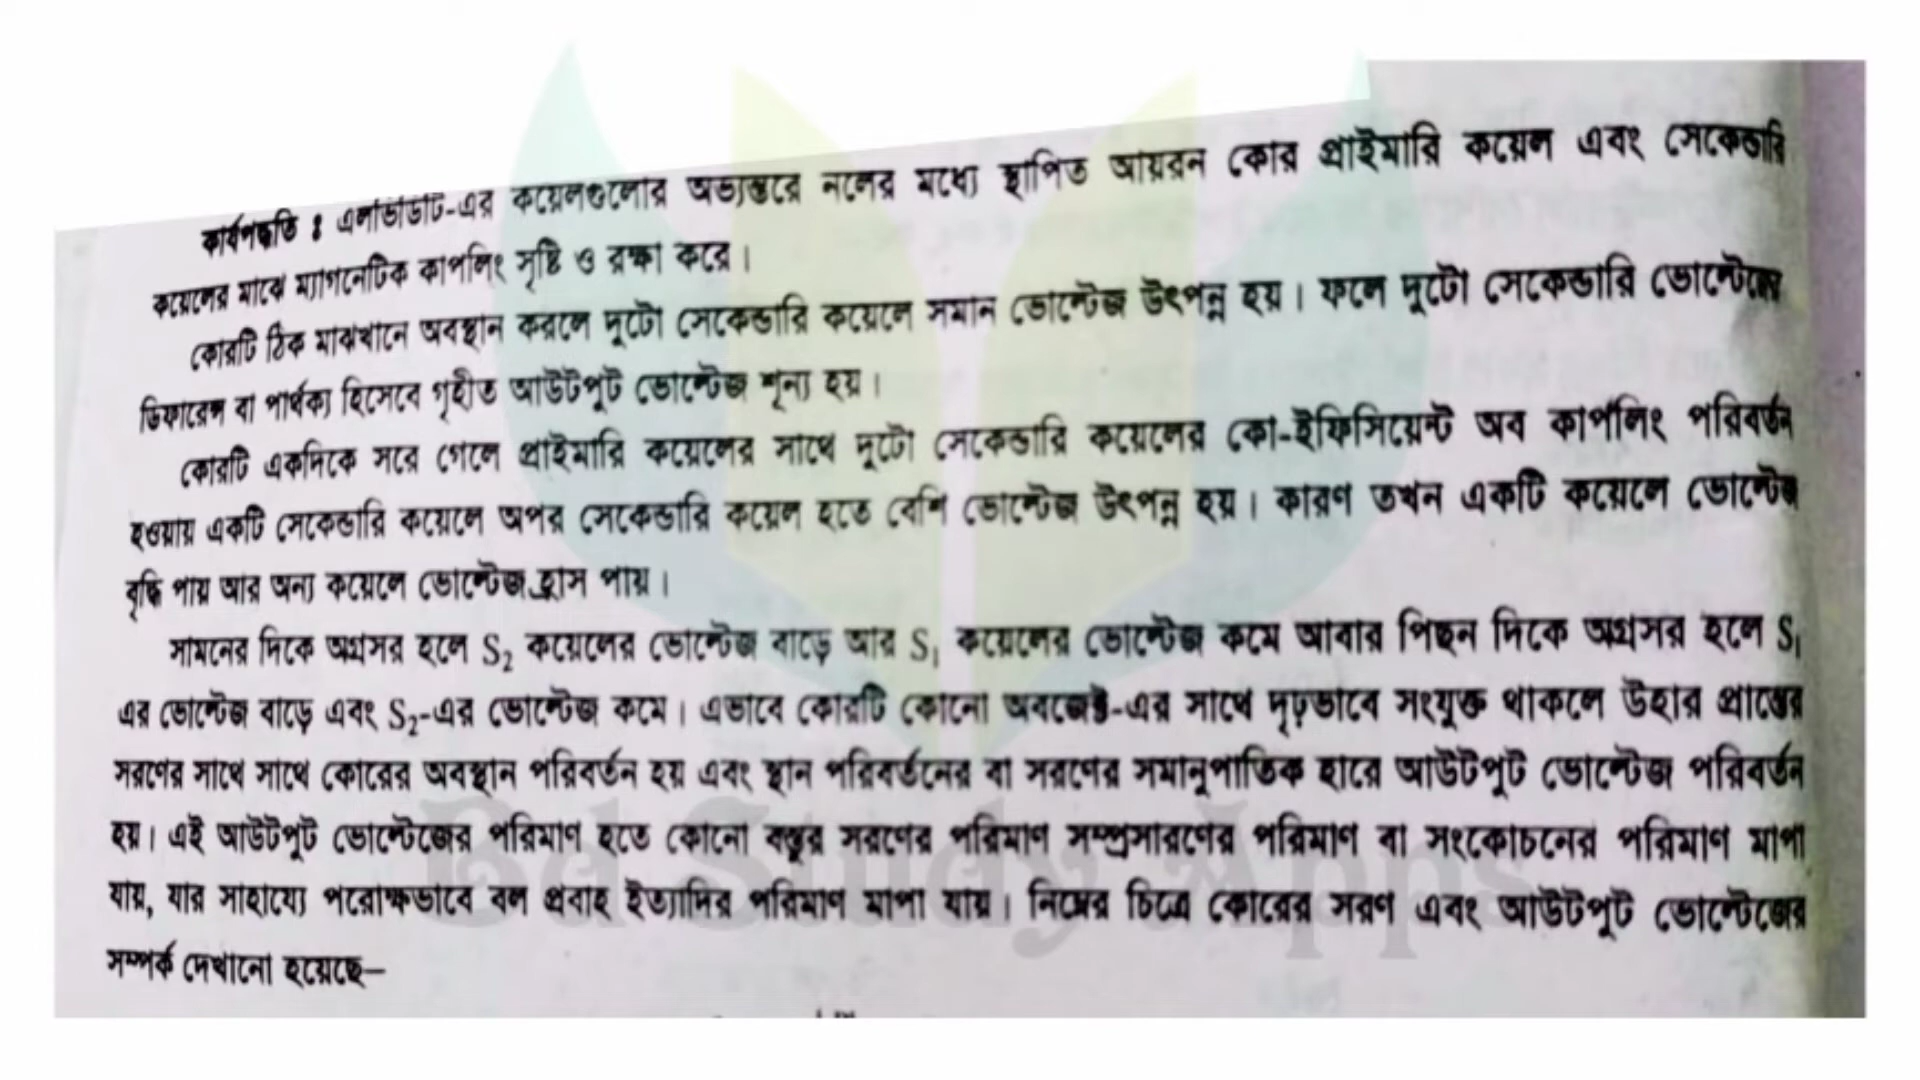 কার্যপদ্ধতি : এলভিডিটি-এর কয়েলগুলোর অভ্যন্তরে নলের মধ্যে স্থাপিত আয়রন কোর প্রাইমারি কয়েল এবং সেকেন্ডারি
কয়েলের মাঝে ম্যাগনেটিক কাপলিং সৃষ্টি ও রক্ষা করে।
কোরটি ঠিক মাঝখানে অবস্থান করলে দুটো সেকেন্ডারি কয়েলে সমান ভোল্টেজ উৎপন্ন হয়। ফলে দুটো সেকেন্ডারি ভোল্টেজের
ডিফারেন্স বা পার্থক্য হিসেবে গৃহীত আউটপুট ভোল্টেজ শূন্য হয়।
কোরটি একদিকে সরে গেলে প্রাইমারি কয়েলের সাথে দুটো সেকেন্ডারি কয়েলের কো-ইফিসিয়েন্ট অব কাপলিং পরিবর্তন
হওয়ায় একটি সেকেন্ডারি কয়েলে অপর সেকেন্ডারি কয়েল হতে বেশি ভোল্টেজ উৎপন্ন হয়। কারণ তখন একটি কয়েলে ভোল্টেজ
বৃদ্ধি পায় আর অন্য কয়েলে ভোল্টেজ হ্রাস পায়।
সামনের দিকে অগ্রসর হলে S₂ কয়েলের ভোল্টেজ বাড়ে আর S₁ কয়েলের ভোল্টেজ কমে আবার পিছন দিকে অগ্রসর হলে S₁
এর ভোল্টেজ বাড়ে এবং S₂-এর ভোল্টেজ কমে। এভাবে কোরটি কোনো অবজেক্ট-এর সাথে দৃঢ়ভাবে সংযুক্ত থাকলে উহার প্রান্তের
সরণের সাথে সাথে কোরের অবস্থান পরিবর্তন হয় এবং স্থান পরিবর্তনের বা সরণের সমানুপাতিক হারে আউটপুট ভোল্টেজ পরিবর্তন
হয়। এই আউটপুট ভোল্টেজের পরিমাণ হতে কোনো বস্তুর সরণের পরিমাণ সম্প্রসারণের পরিমাণ বা সংকোচনের পরিমাণ মাপা
যায়, যার সাহায্যে পরোক্ষভাবে বল প্রবাহ ইত্যাদির পরিমাণ মাপা যায়। নিম্নের চিত্রে কোরের সরণ এবং আউটপুট ভোল্টেজের
সম্পর্ক দেখানো হয়েছে–
Bd Study Apps